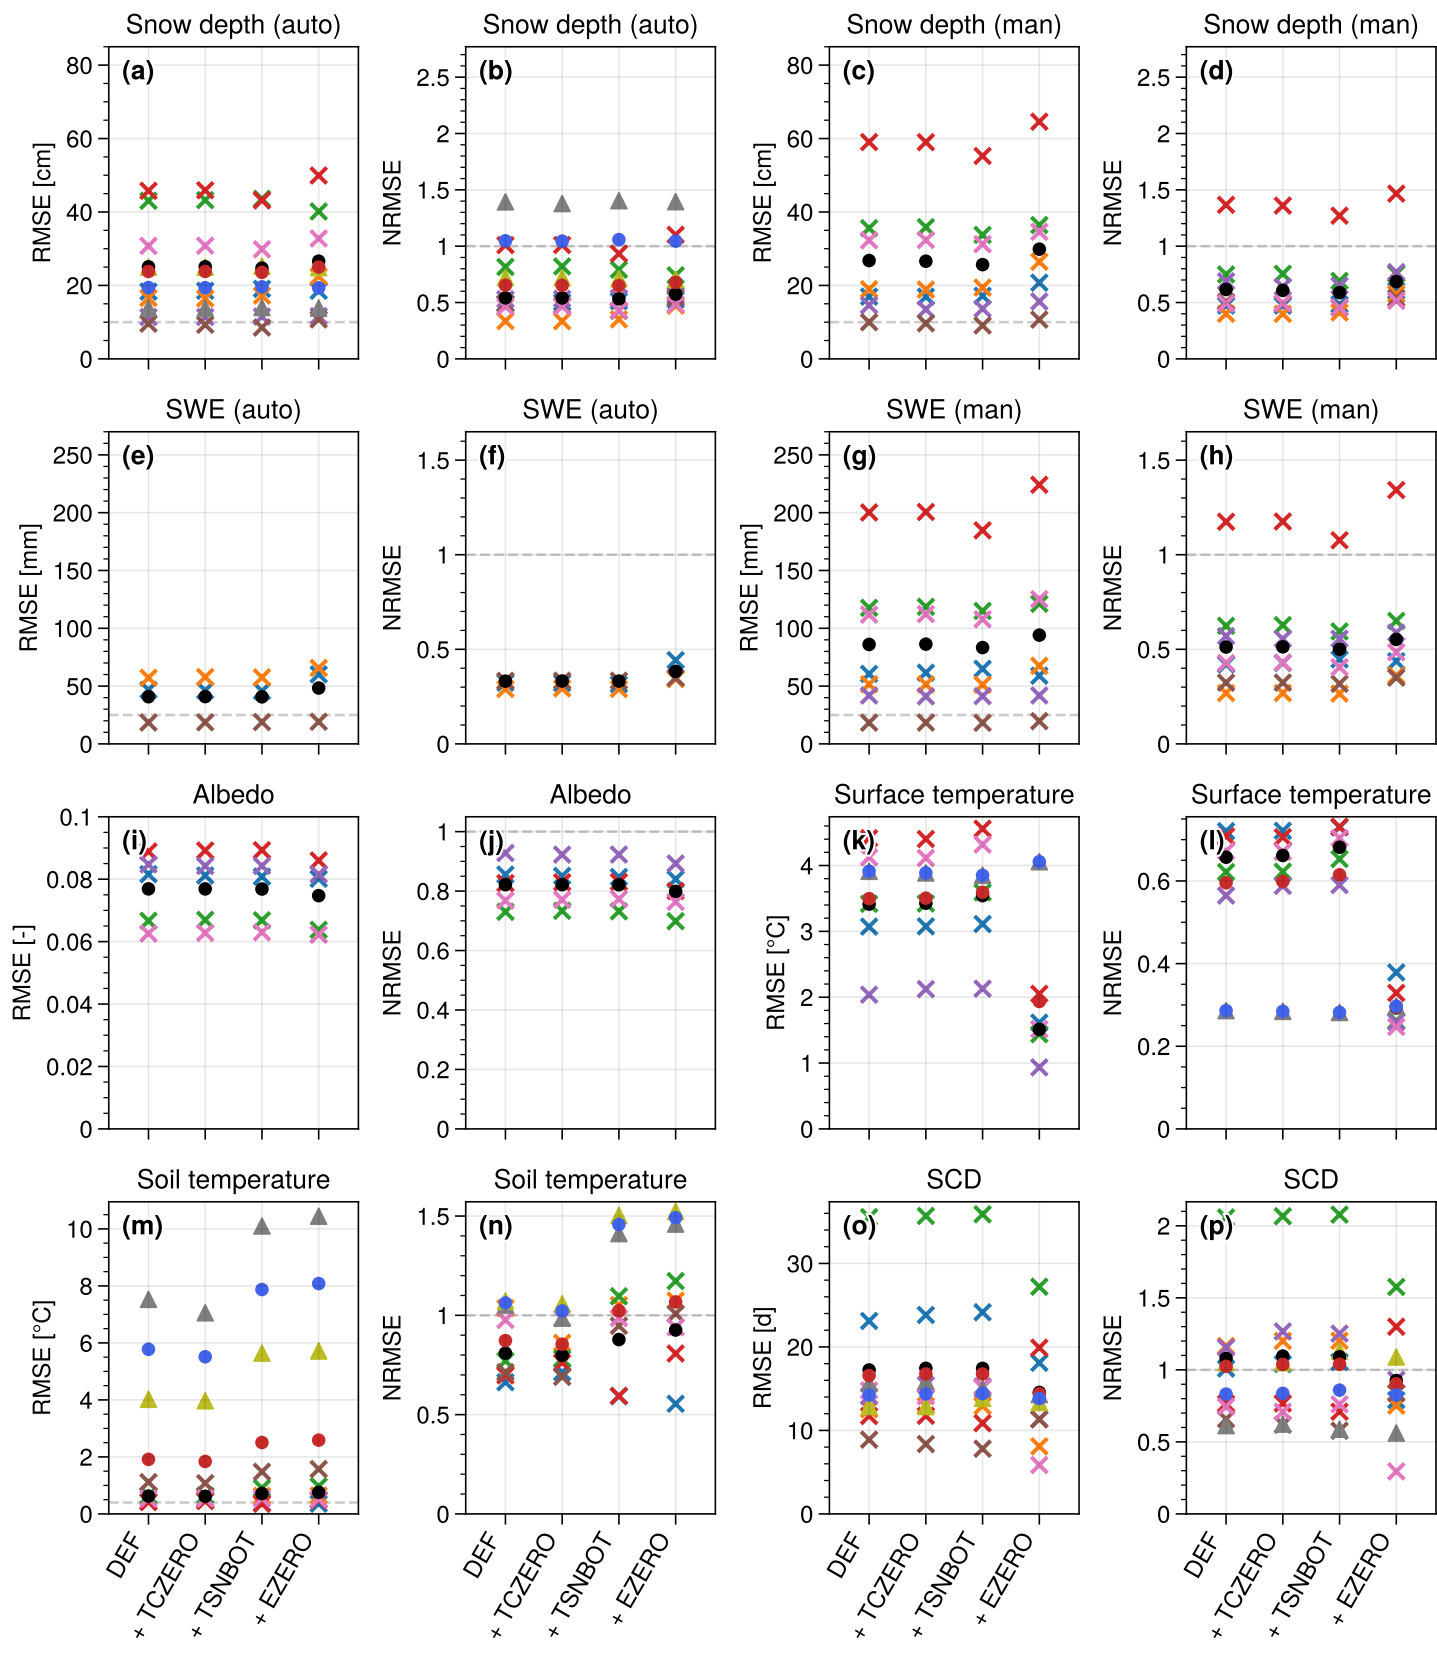 Snow depth (auto)
Snow depth (auto)
Snow depth (man)
Snow depth (man)
(a)
(b)
(c)
(d)
80
60
40
20
0
RMSE [cm]
2.5
2
1.5
1
0.5
0
NRMSE
80
60
40
20
0
RMSE [cm]
2.5
2
1.5
1
0.5
0
NRMSE
SWE (auto)
SWE (auto)
SWE (man)
SWE (man)
(e)
(f)
(g)
(h)
250
200
150
100
50
0
RMSE [mm]
1.5
1
0.5
0
NRMSE
250
200
150
100
50
0
RMSE [mm]
1.5
1
0.5
0
NRMSE
Albedo
Albedo
Surface temperature
Surface temperature
(i)
(j)
(k)
(l)
0.1
0.08
0.06
0.04
0.02
0
RMSE [-]
1
0.8
0.6
0.4
0.2
0
NRMSE
4
3
2
1
0
RMSE [°C]
0.6
0.4
0.2
0
NRMSE
Soil temperature
Soil temperature
SCD
SCD
(m)
(n)
(o)
(p)
10
8
6
4
2
0
RMSE [°C]
1.5
1
0.5
0
NRMSE
30
20
10
0
RMSE [d]
2
1.5
1
0.5
0
NRMSE
DEF
+ TCZERO
+ TSNBOT
+ EZERO
DEF
+ TCZERO
+ TSNBOT
+ EZERO
DEF
+ TCZERO
+ TSNBOT
+ EZERO
DEF
+ TCZERO
+ TSNBOT
+ EZERO